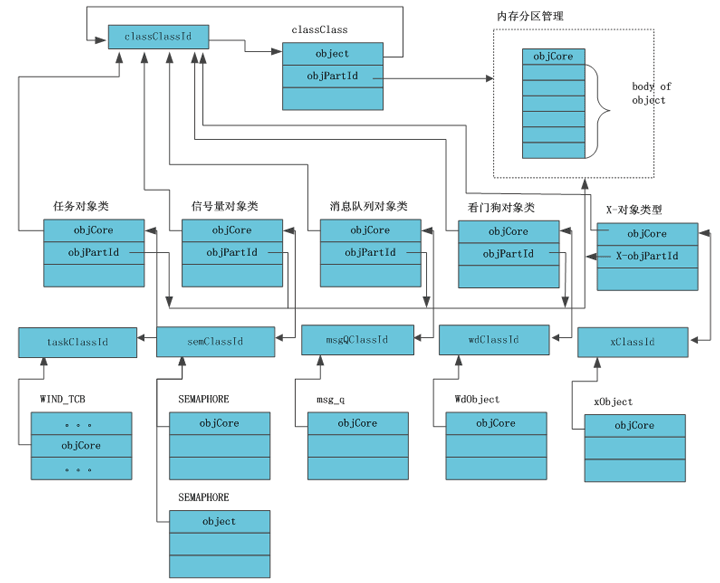 classClassId
classClass
object
objPartId
内存分区管理
objCore
body of
object
任务对象类
objCore
objPartId
信号量对象类
objCore
objPartId
消息队列对象类
objCore
objPartId
看门狗对象类
objCore
objPartId
X-对象类型
objCore
X-objPartId
taskClassId
semClassId
msgQClassId
wdClassId
xClassId
WIND_TCB
。。。
objCore
。。。
SEMAPHORE
objCore
msg_q
objCore
WdObject
objCore
xObject
objCore
SEMAPHORE
object